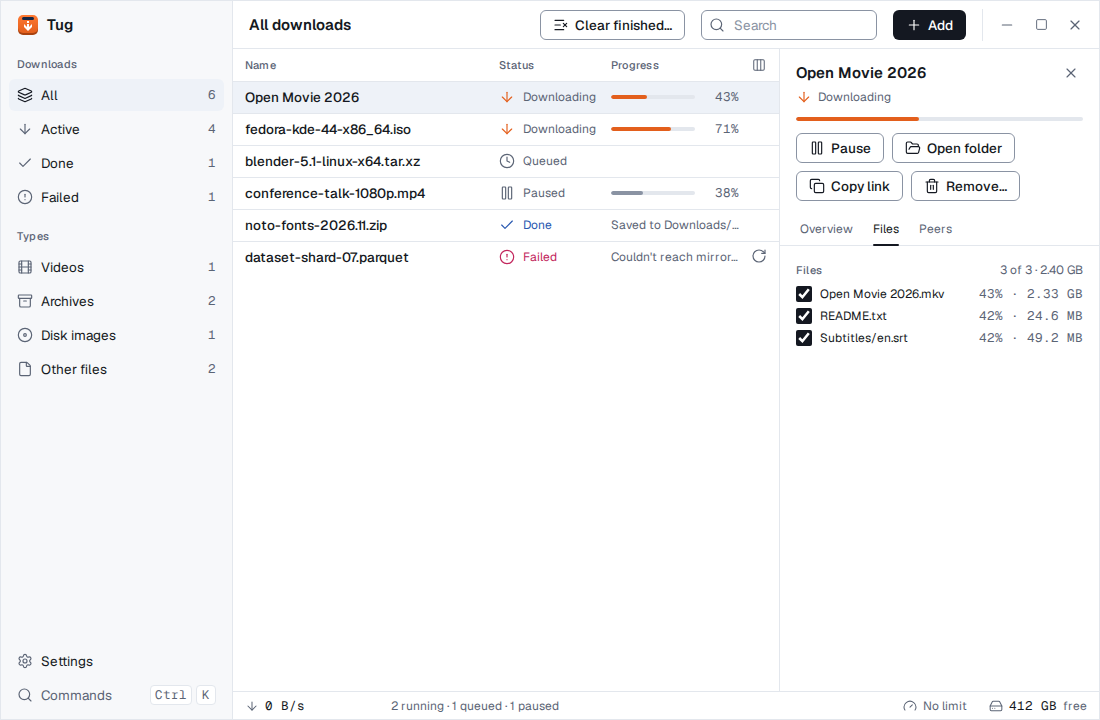 Tug
Downloads
All 6
Active 4
Done 1
Failed 1
Types
Videos 1
Archives 2
Disk images 1
Other files 2
Settings
Commands Ctrl K
All downloads
Clear finished…
Search
Add
Name Status Progress
Open Movie 2026 Downloading 43%
fedora-kde-44-x86_64.iso Downloading 71%
blender-5.1-linux-x64.tar.xz Queued
conference-talk-1080p.mp4 Paused 38%
noto-fonts-2026.11.zip Done Saved to Downloads/…
dataset-shard-07.parquet Failed Couldn't reach mirror…
Open Movie 2026
Downloading
Pause Open folder
Copy link Remove…
Overview Files Peers
Files 3 of 3 · 2.40 GB
Open Movie 2026.mkv 43% · 2.33 GB
README.txt 42% · 24.6 MB
Subtitles/en.srt 42% · 49.2 MB
0 B/s 2 running · 1 queued · 1 paused No limit 412 GB free